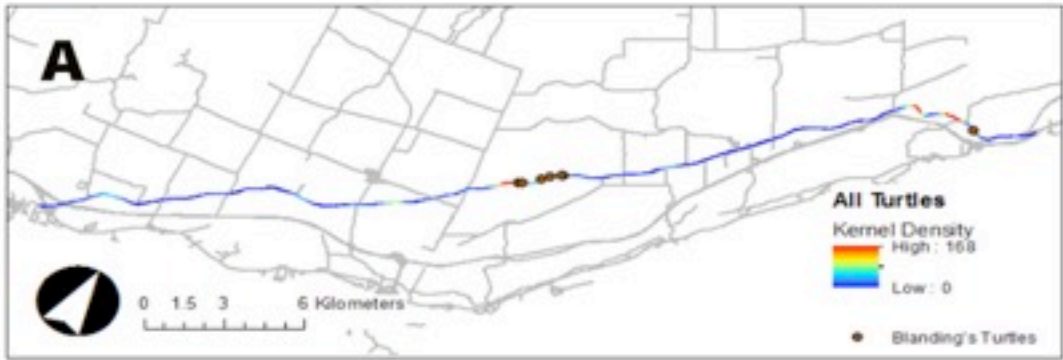 A
All Turtles
Kernel Density
High : 168
Low : 0
0 1.5 3 6 Kilometers
Blanding's Turtles